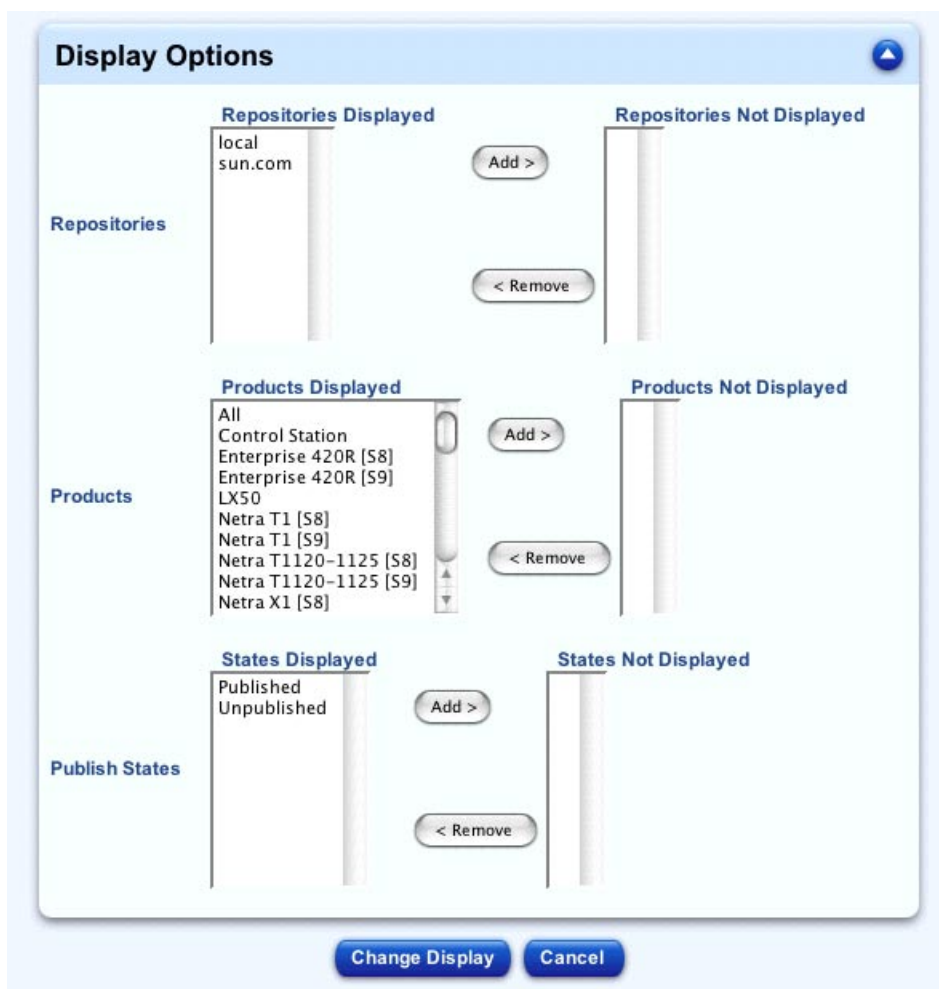 Display Options
Repositories Displayed
Repositories Not Displayed
local
sun.com
Add >
Repositories
< Remove
Products Displayed
Products Not Displayed
All
Control Station
Enterprise 420R [S8]
Enterprise 420R [S9]
LX50
Netra T1 [S8]
Netra T1 [S9]
Netra T1120-1125 [S8]
Netra T1120-1125 [S9]
Netra X1 [S8]
Add >
Products
< Remove
States Displayed
States Not Displayed
Published
Unpublished
Add >
Publish States
< Remove
Change Display
Cancel